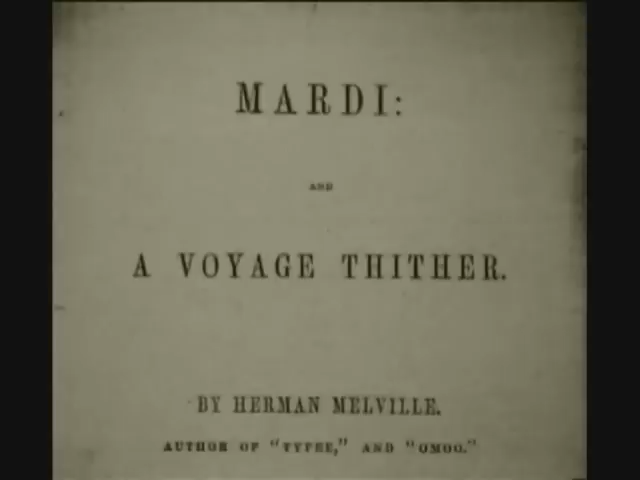 MARDI:
AND
A VOYAGE THITHER.
BY HERMAN MELVILLE.
AUTHOR OF "TYPEE," AND "OMOO."